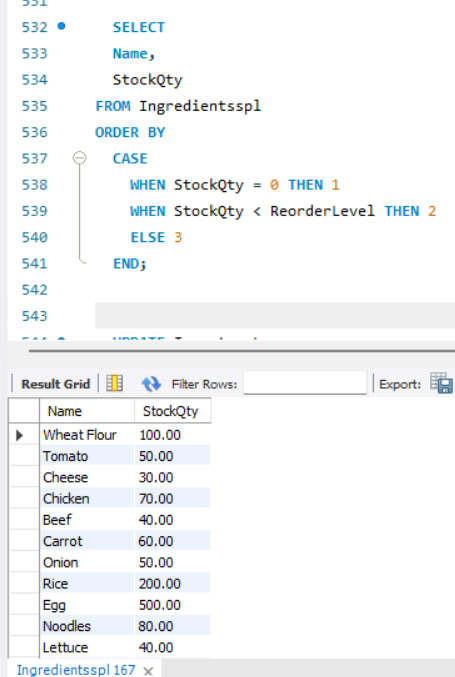 531
532 SELECT
533 Name,
534 StockQty
535 FROM Ingredientsspl
536 ORDER BY
537 CASE
538 WHEN StockQty = 0 THEN 1
539 WHEN StockQty < ReorderLevel THEN 2
540 ELSE 3
541 END;
542
543
Result Grid Filter Rows: Export:
Name StockQty
Wheat Flour 100.00
Tomato 50.00
Cheese 30.00
Chicken 70.00
Beef 40.00
Carrot 60.00
Onion 50.00
Rice 200.00
Egg 500.00
Noodles 80.00
Lettuce 40.00
Ingredientsspl 167